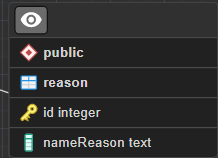 public
reason
id integer
nameReason text